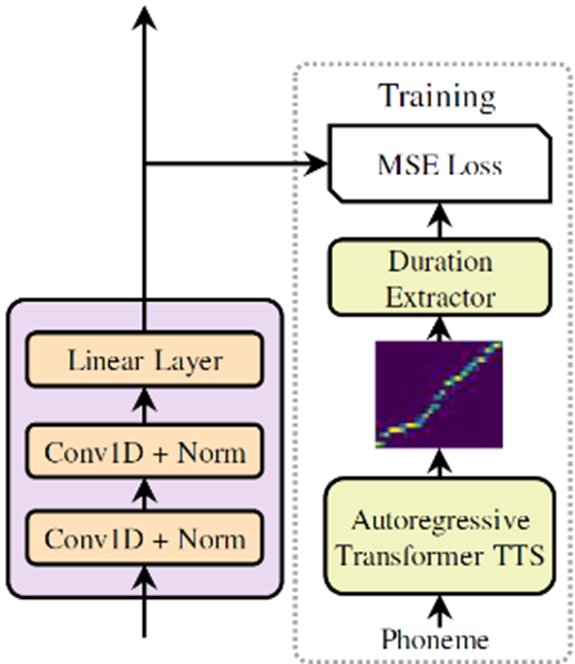 Training
MSE Loss
Duration
Extractor
Linear Layer
Conv1D + Norm
Conv1D + Norm
Autoregressive
Transformer TTS
Phoneme